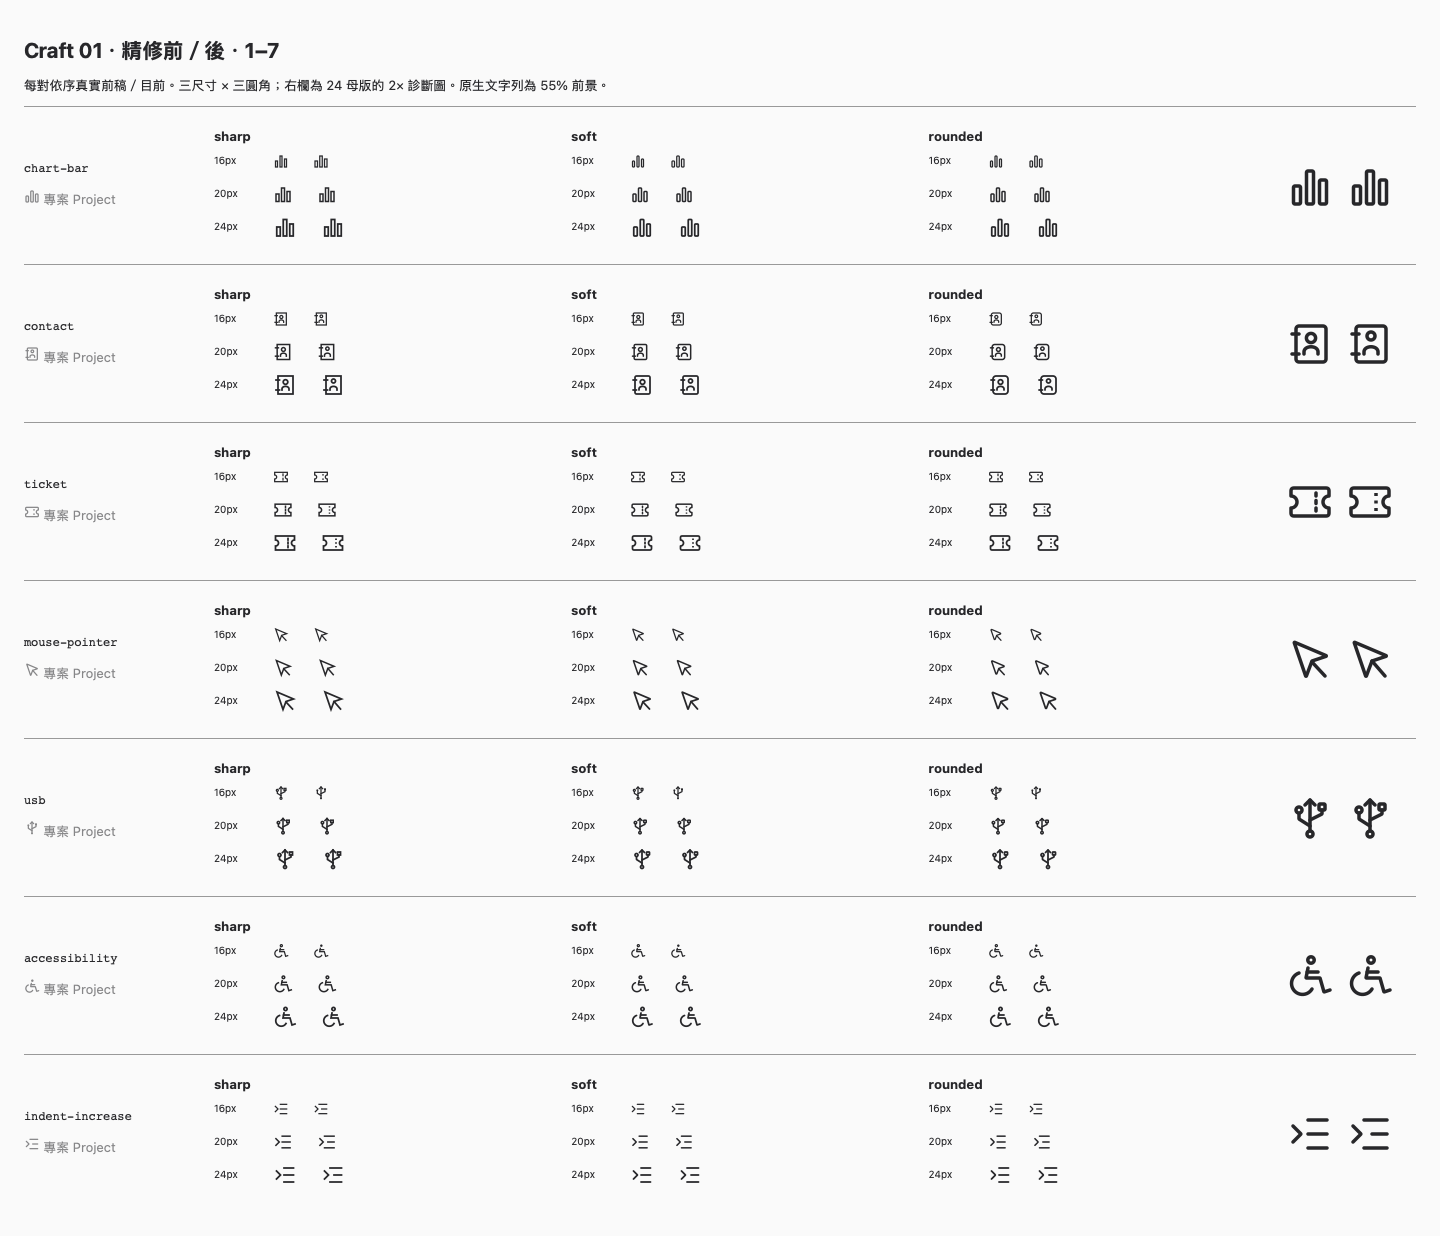 Craft 01 · 精修前 / 後 · 1–7
每對依序真實前稿 / 目前。三尺寸 × 三圓角；右欄為 24 母版的 2× 診斷圖。原生文字列為 55% 前景。
sharp soft rounded
chart-bar
專案 Project
16px 16px 16px
20px 20px 20px
24px 24px 24px
sharp soft rounded
contact
專案 Project
16px 16px 16px
20px 20px 20px
24px 24px 24px
sharp soft rounded
ticket
專案 Project
16px 16px 16px
20px 20px 20px
24px 24px 24px
sharp soft rounded
mouse-pointer
專案 Project
16px 16px 16px
20px 20px 20px
24px 24px 24px
sharp soft rounded
usb
專案 Project
16px 16px 16px
20px 20px 20px
24px 24px 24px
sharp soft rounded
accessibility
專案 Project
16px 16px 16px
20px 20px 20px
24px 24px 24px
sharp soft rounded
indent-increase
專案 Project
16px 16px 16px
20px 20px 20px
24px 24px 24px